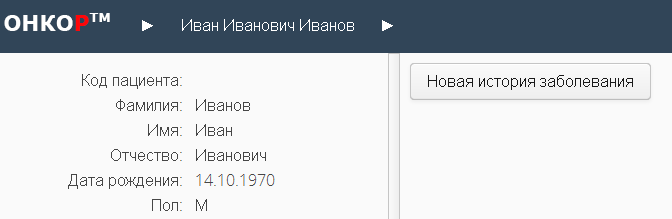 ОНКОР™ ► Иван Иванович Иванов ►
Новая история заболевания
Код пациента:
Фамилия: Иванов
Имя: Иван
Отчество: Иванович
Дата рождения: 14.10.1970
Пол: М